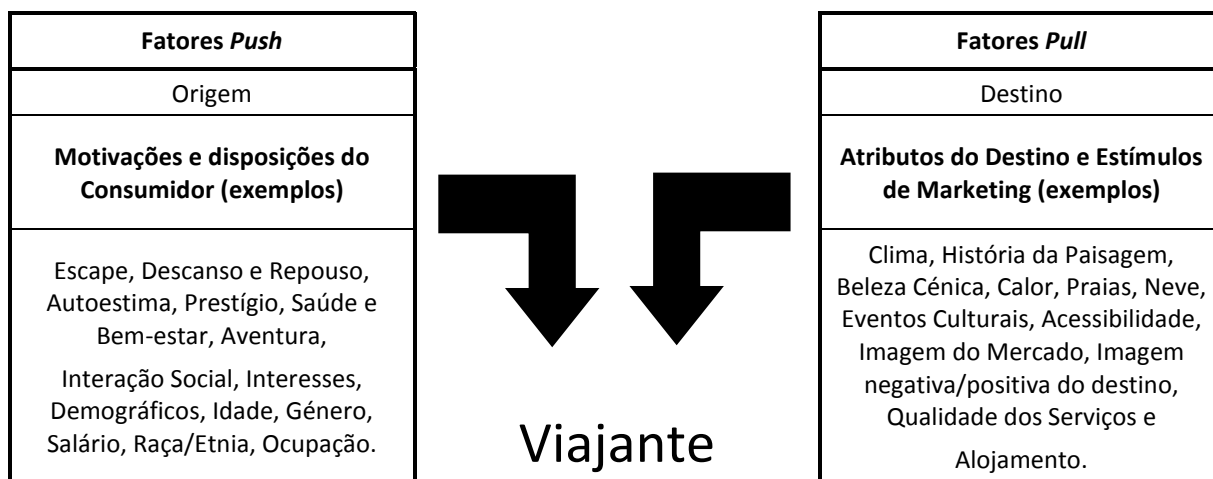 Fatores Push
Origem
Motivações e disposições do
Consumidor (exemplos)
Escape, Descanso e Repouso,
Autoestima, Prestígio, Saúde e
Bem-estar, Aventura,
Interação Social, Interesses,
Demográficos, Idade, Género,
Salário, Raça/Etnia, Ocupação.
Viajante
Fatores Pull
Destino
Atributos do Destino e Estímulos
de Marketing (exemplos)
Clima, História da Paisagem,
Beleza Cénica, Calor, Praias, Neve,
Eventos Culturais, Acessibilidade,
Imagem do Mercado, Imagem
negativa/positiva do destino,
Qualidade dos Serviços e
Alojamento.